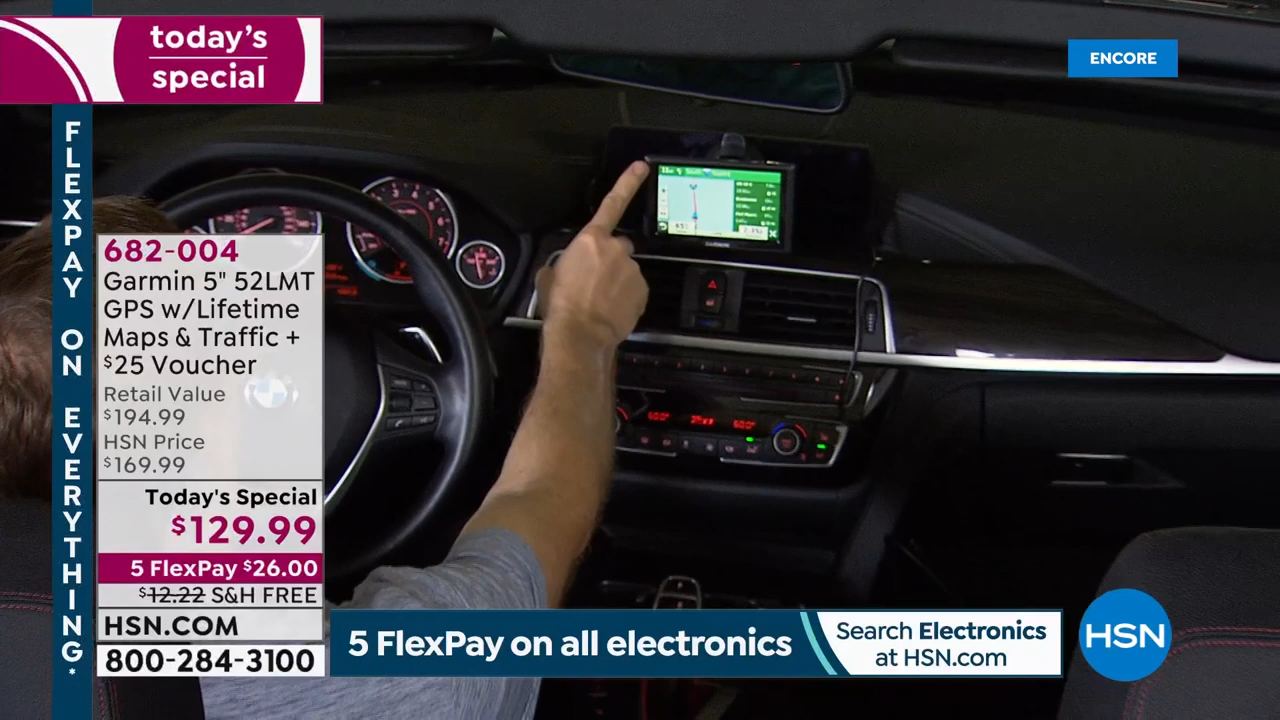 today's
special
ENCORE
FLEXPAY ON EVERYTHING*
682-004
Garmin 5" 52LMT
GPS w/Lifetime
Maps & Traffic +
$25 Voucher
Retail Value
$194.99
HSN Price
$169.99
Today's Special
$129.99
5 FlexPay $26.00
$12.22 S&H FREE
HSN.COM
800-284-3100
5 FlexPay on all electronics
Search Electronics
at HSN.com
HSN
GARMIN